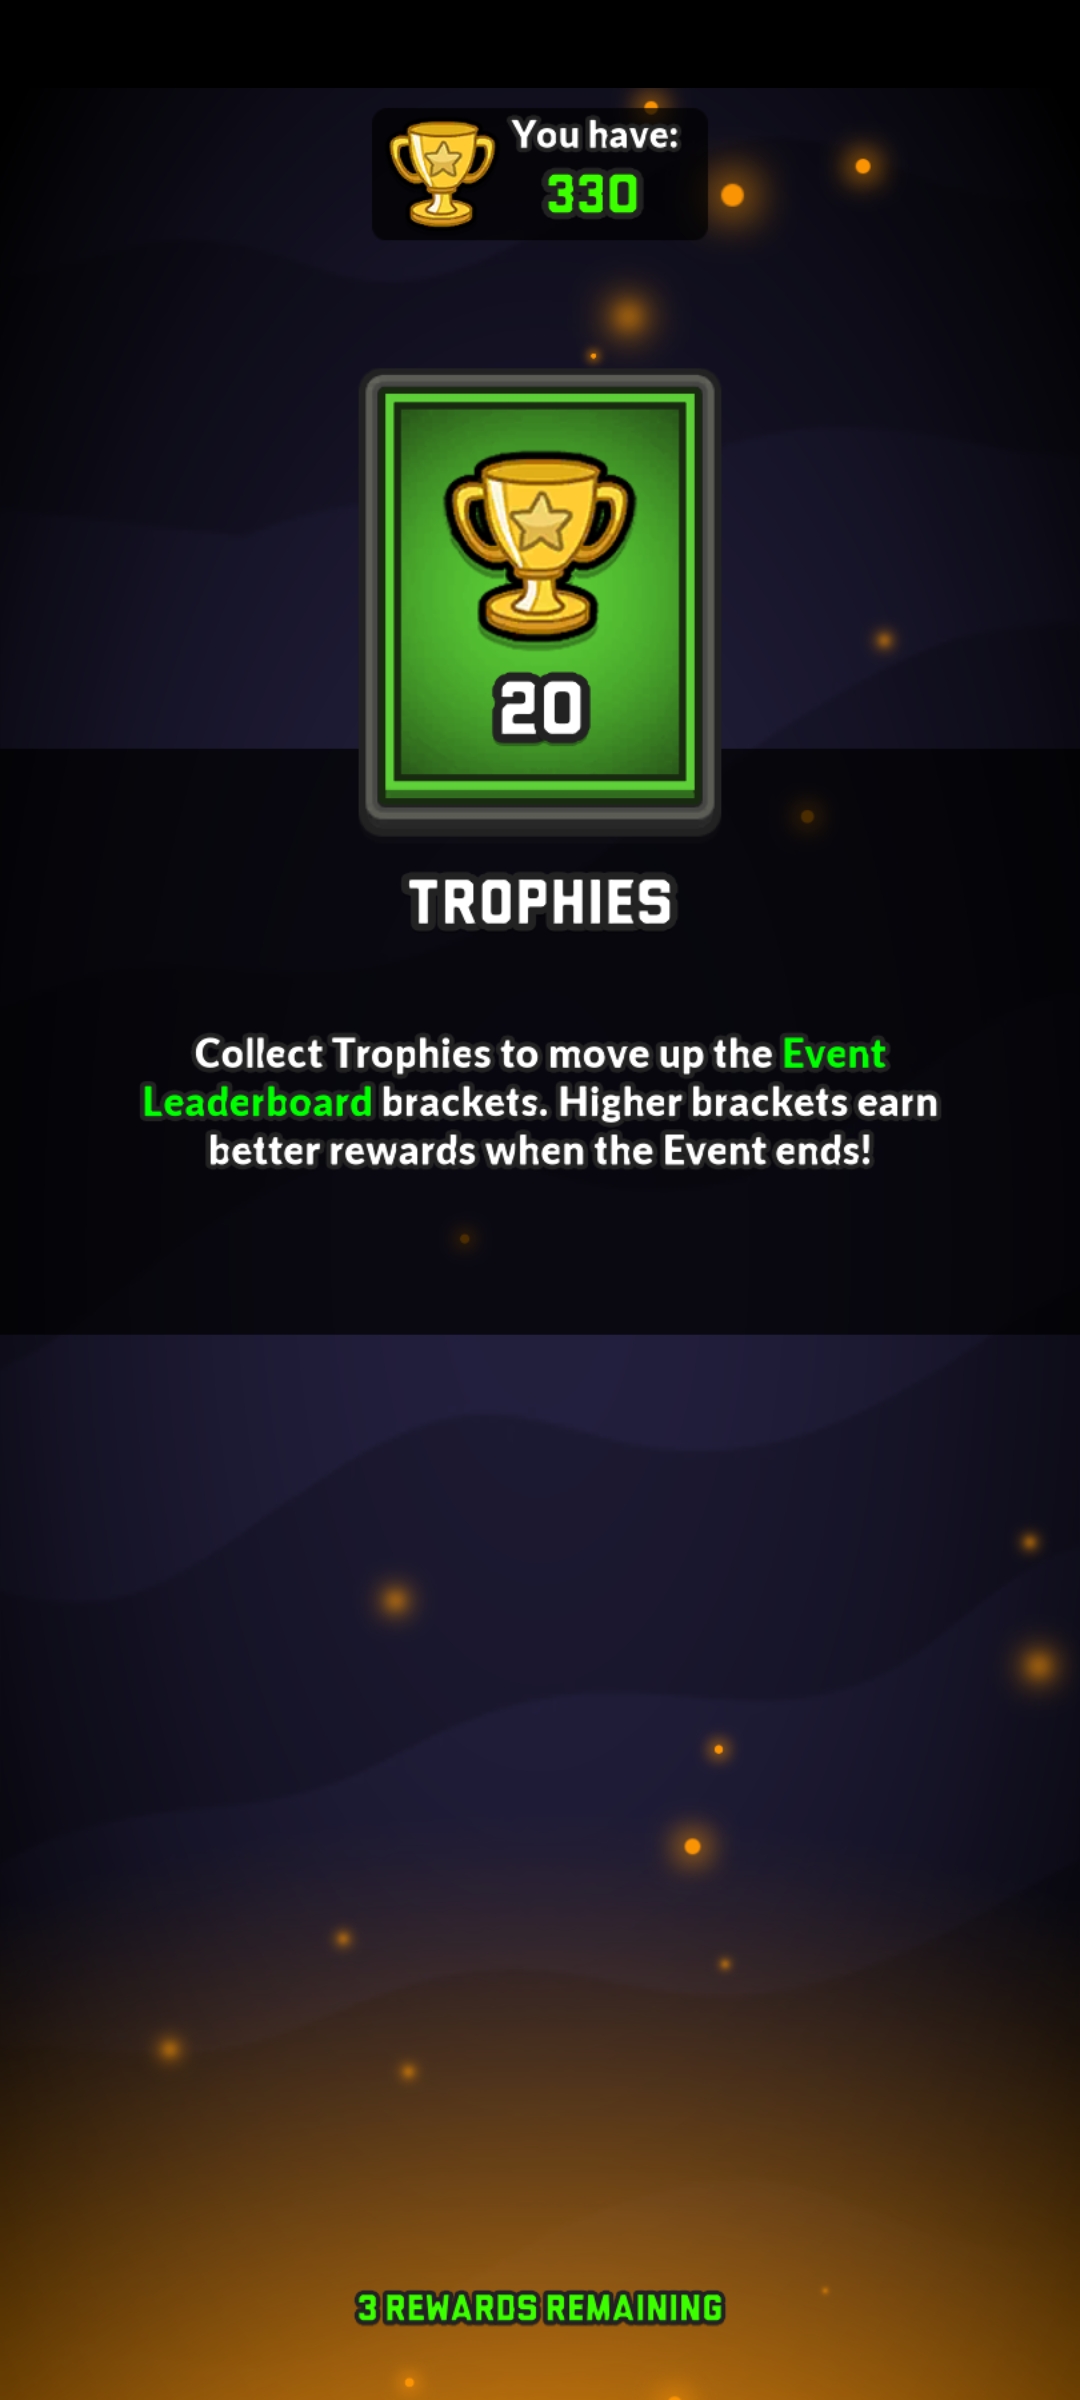 You have:
330
20
TROPHIES
Collect Trophies to move up the Event
Leaderboard brackets. Higher brackets earn
better rewards when the Event ends!
3 REWARDS REMAINING